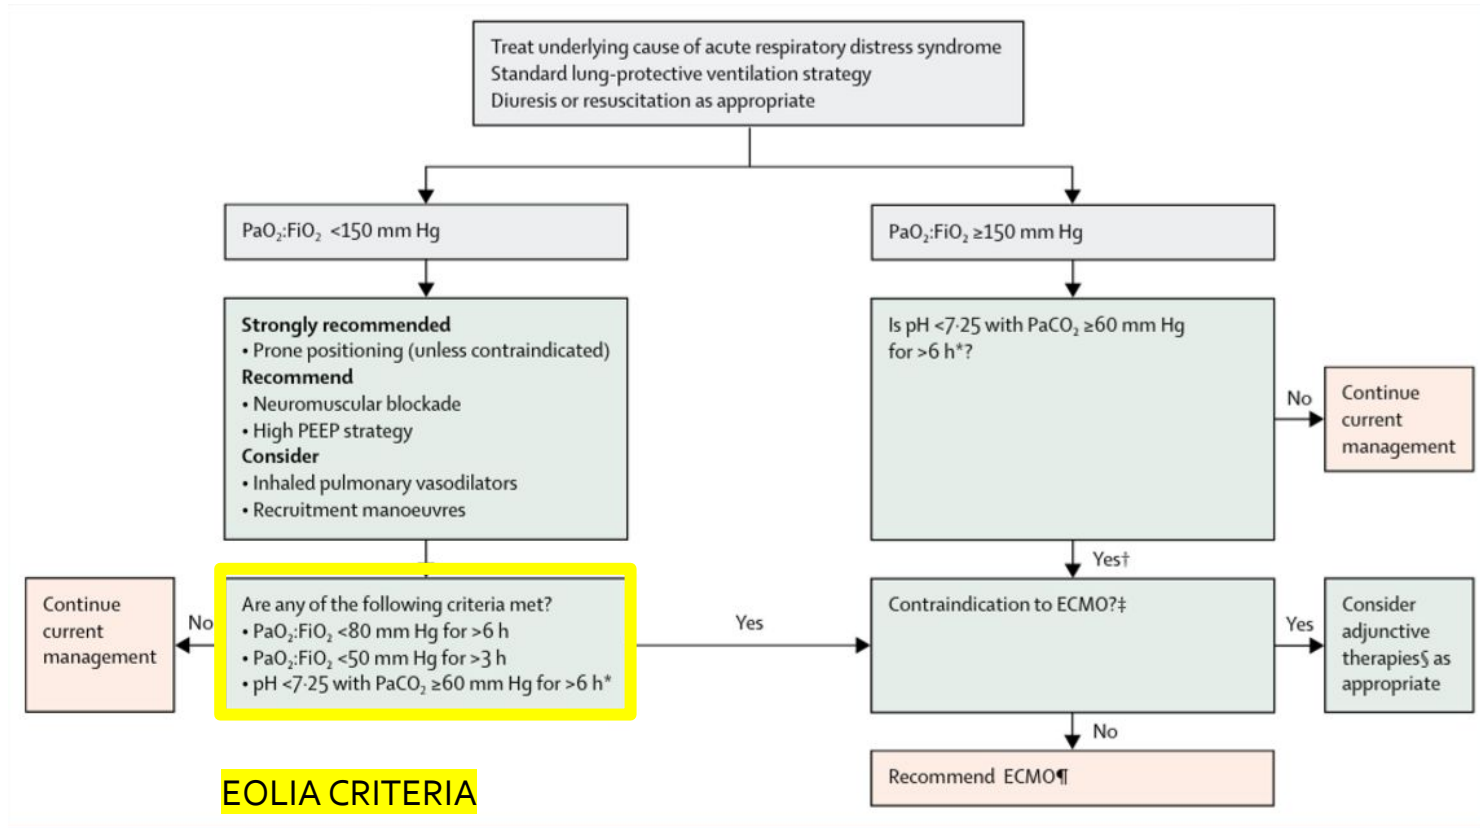 Treat underlying cause of acute respiratory distress syndrome
Standard lung-protective ventilation strategy
Diuresis or resuscitation as appropriate
PaO₂:FiO₂ <150 mm Hg
PaO₂:FiO₂ ≥150 mm Hg
Strongly recommended
• Prone positioning (unless contraindicated)
Recommend
• Neuromuscular blockade
• High PEEP strategy
Consider
• Inhaled pulmonary vasodilators
• Recruitment manoeuvres
Is pH <7·25 with PaCO₂ ≥60 mm Hg
for >6 h*?
No
Continue
current
management
Yes†
Continue
current
management
No
Are any of the following criteria met?
• PaO₂:FiO₂ <80 mm Hg for >6 h
• PaO₂:FiO₂ <50 mm Hg for >3 h
• pH <7·25 with PaCO₂ ≥60 mm Hg for >6 h*
Yes
Contraindication to ECMO?‡
Yes
Consider
adjunctive
therapies§ as
appropriate
No
Recommend ECMO¶
EOLIA CRITERIA